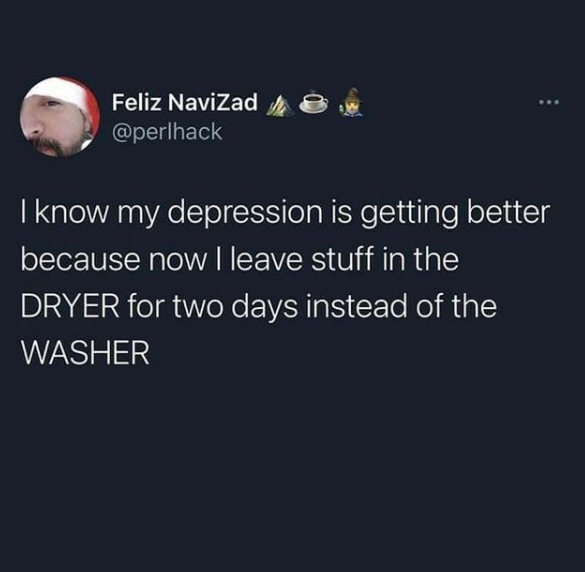 Feliz NaviZad ⛰️ ☕ 🧙
@perlhack
I know my depression is getting better
because now I leave stuff in the
DRYER for two days instead of the
WASHER